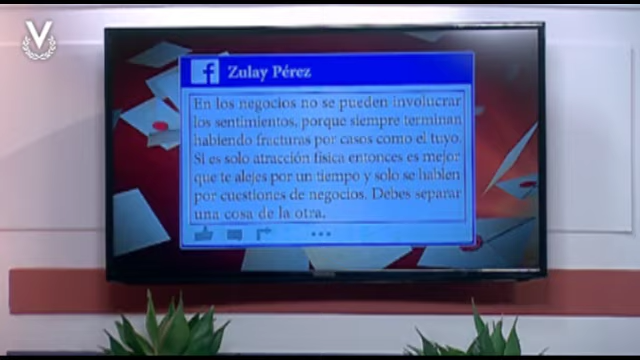 V
Zulay Pérez
En los negocios no se pueden involucrar
los sentimientos, porque siempre terminan
habiendo fracturas por casos como el tuyo.
Si es solo atracción física entonces es mejor
que te alejes por un tiempo y solo se hablen
por cuestiones de negocios. Debes separar
una cosa de la otra.